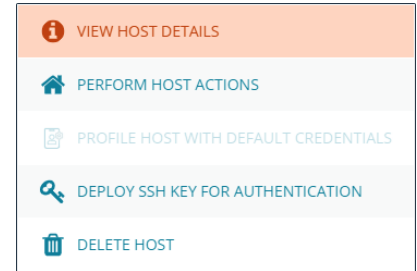 VIEW HOST DETAILS
PERFORM HOST ACTIONS
PROFILE HOST WITH DEFAULT CREDENTIALS
DEPLOY SSH KEY FOR AUTHENTICATION
DELETE HOST